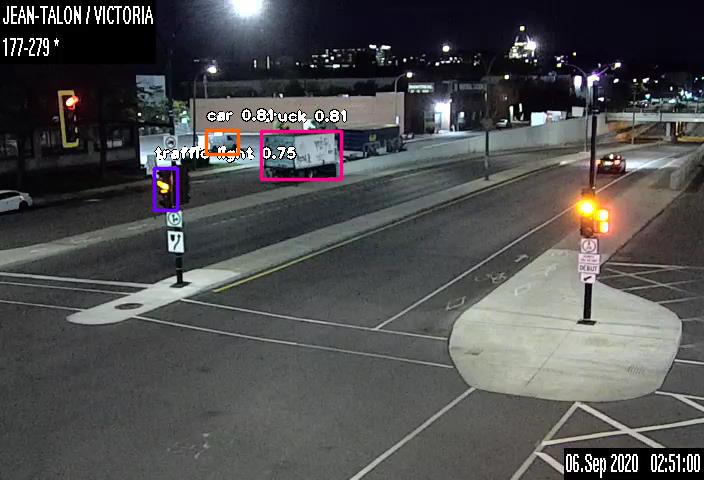 JEAN-TALON / VICTORIA
177-279 *
car 0.81
truck 0.81
traffic light 0.75
DÉBUT
06.Sep 2020 02:51:00